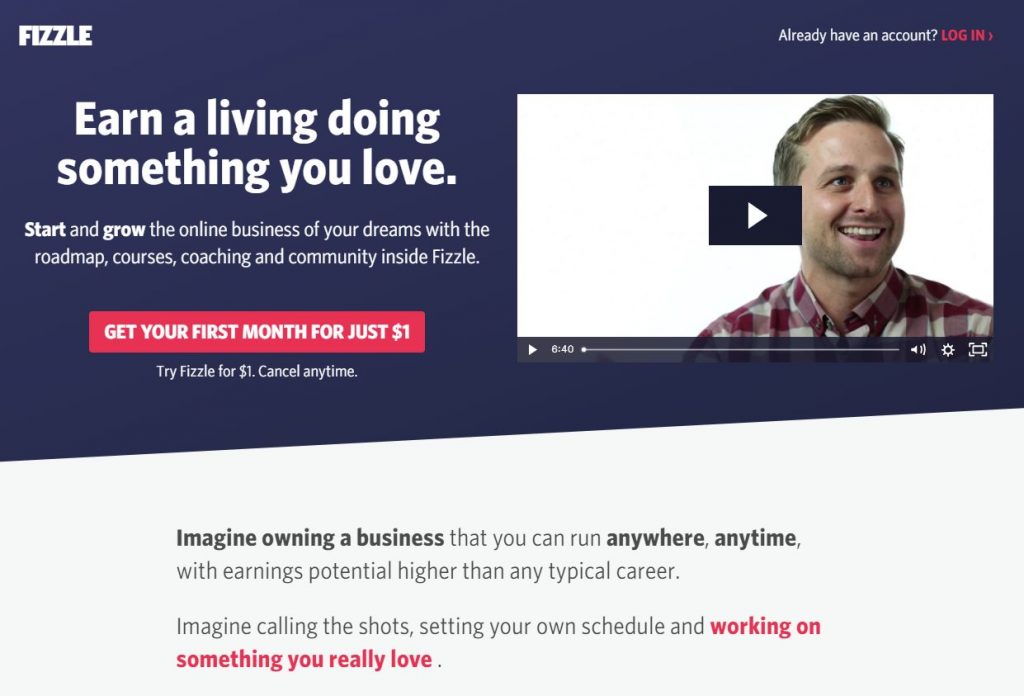 FIZZLE
Already have an account? LOG IN ›
Earn a living doing
something you love.
Start and grow the online business of your dreams with the
roadmap, courses, coaching and community inside Fizzle.
GET YOUR FIRST MONTH FOR JUST $1
Try Fizzle for $1. Cancel anytime.
6:40
Imagine owning a business that you can run anywhere, anytime,
with earnings potential higher than any typical career.
Imagine calling the shots, setting your own schedule and working on
something you really love .